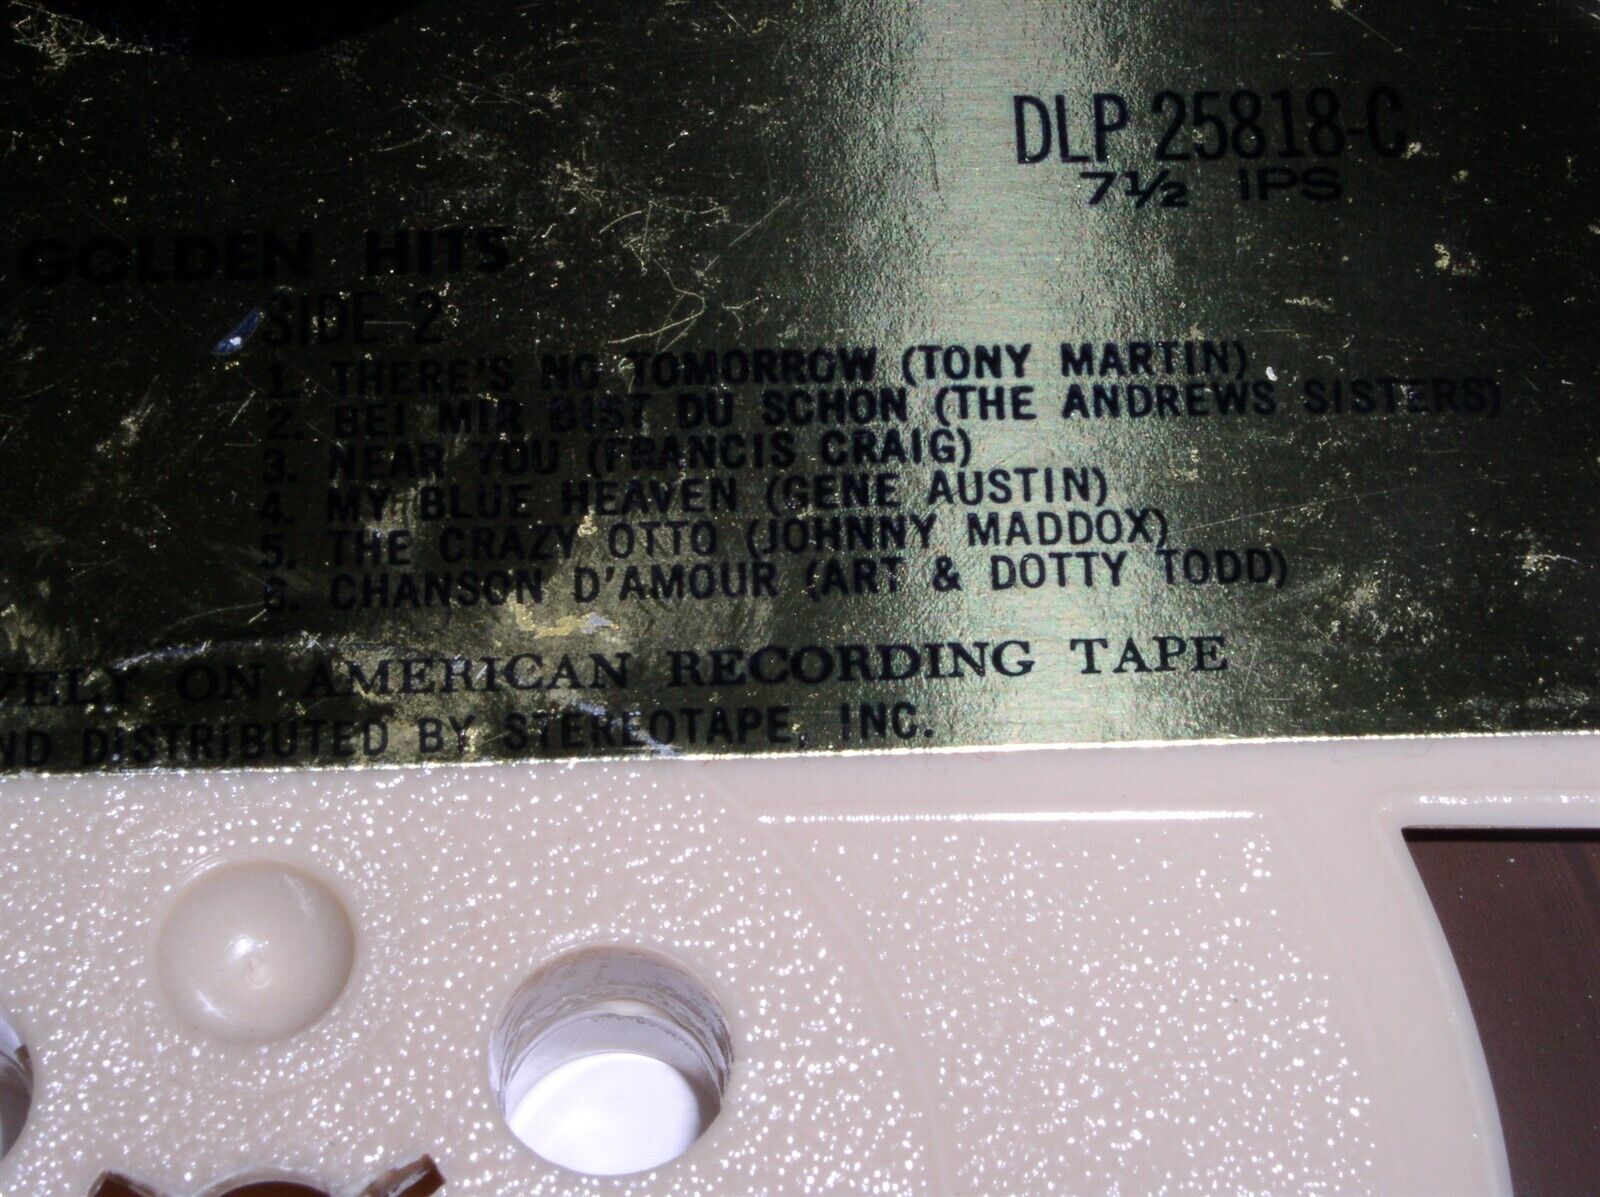 DLP 25818-C
7½ IPS
GOLDEN HITS
SIDE 2
1. THERE'S NO TOMORROW (TONY MARTIN)
2. BEI MIR BIST DU SCHON (THE ANDREWS SISTERS)
3. NEAR YOU (FRANCIS CRAIG)
4. MY BLUE HEAVEN (GENE AUSTIN)
5. THE CRAZY OTTO (JOHNNY MADDOX)
6. CHANSON D'AMOUR (ART & DOTTY TODD)
ON AMERICAN RECORDING TAPE
DISTRIBUTED BY STEREOTAPE, INC.